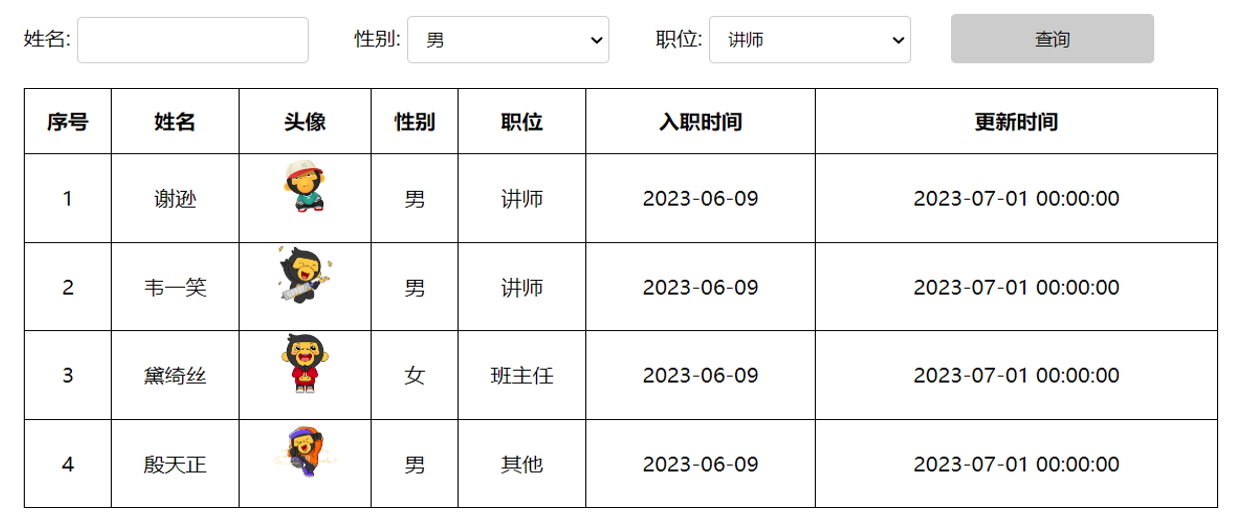 姓名: 性别: 男 职位: 讲师 查询
序号 姓名 头像 性别 职位 入职时间 更新时间
1 谢逊 男 讲师 2023-06-09 2023-07-01 00:00:00
2 韦一笑 男 讲师 2023-06-09 2023-07-01 00:00:00
3 黛绮丝 女 班主任 2023-06-09 2023-07-01 00:00:00
4 殷天正 男 其他 2023-06-09 2023-07-01 00:00:00